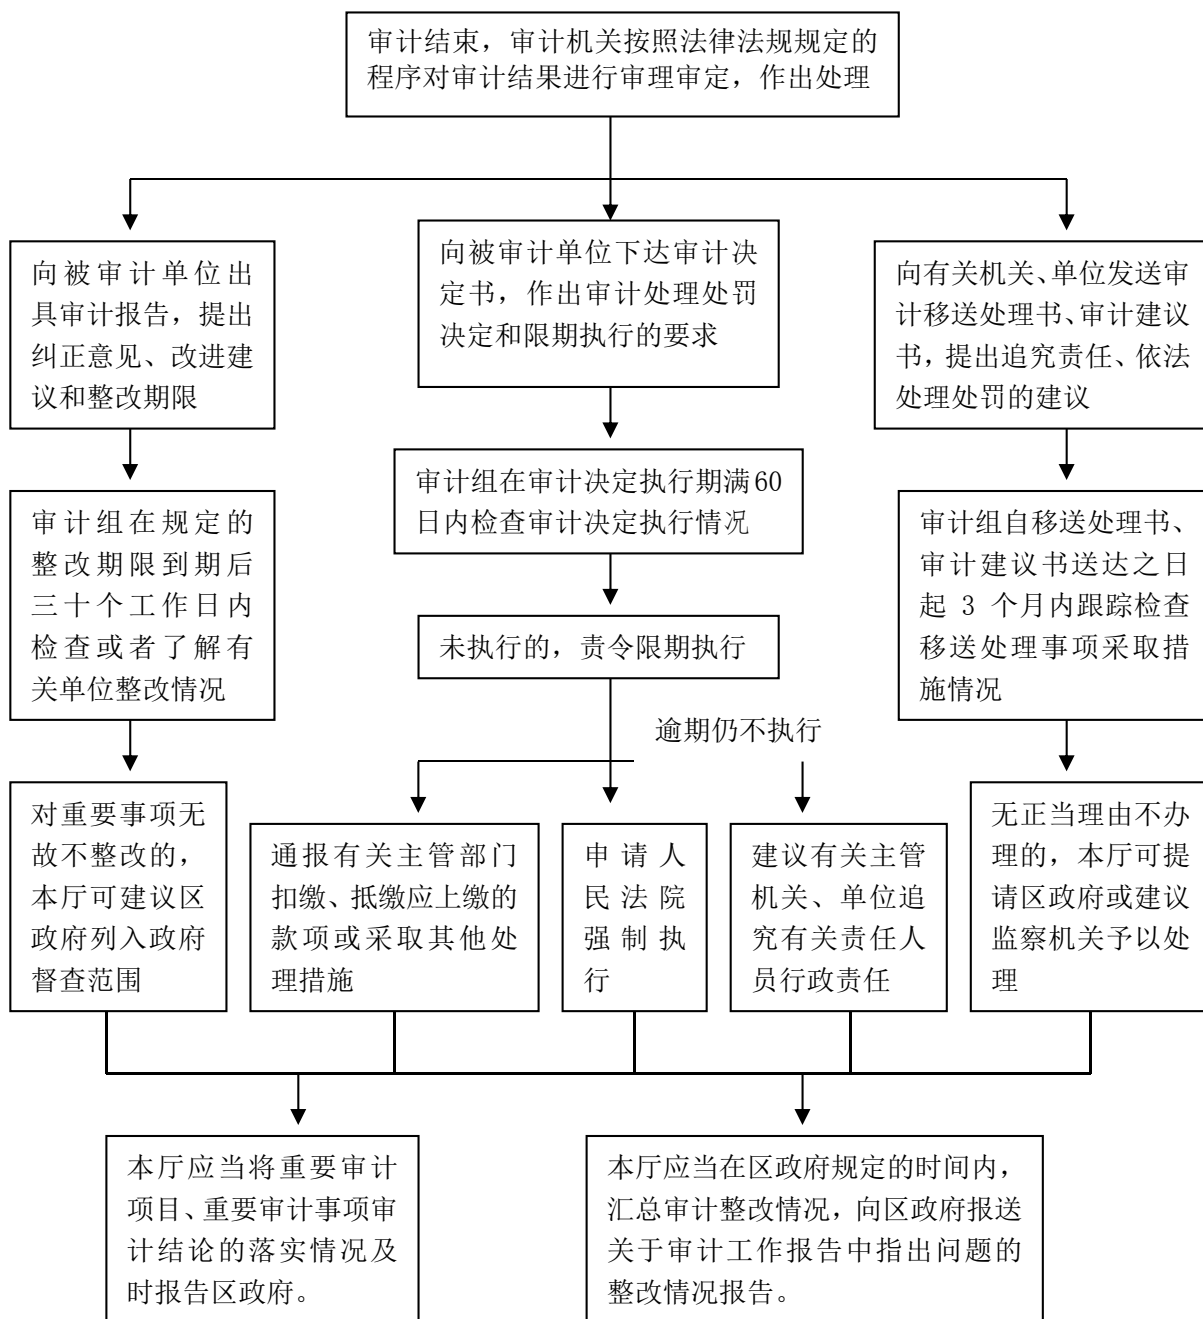 审计结束，审计机关按照法律法规规定的
程序对审计结果进行审理审定，作出处理
向被审计单位出
具审计报告，提出
纠正意见、改进建
议和整改期限
向被审计单位下达审计决
定书，作出审计处理处罚
决定和限期执行的要求
向有关机关、单位发送审
计移送处理书、审计建议
书，提出追究责任、依法
处理处罚的建议
审计组在规定的
整改期限到期后
三十个工作日内
检查或者了解有
关单位整改情况
审计组在审计决定执行期满60
日内检查审计决定执行情况
审计组自移送处理书、
审计建议书送达之日
起 3 个月内跟踪检查
移送处理事项采取措
施情况
未执行的，责令限期执行
逾期仍不执行
对重要事项无
故不整改的，
本厅可建议区
政府列入政府
督查范围
通报有关主管部门
扣缴、抵缴应上缴的
款项或采取其他处
理措施
申请人
民法院
强制执
行
建议有关主管
机关、单位追
究有关责任人
员行政责任
无正当理由不办
理的，本厅可提
请区政府或建议
监察机关予以处
理
本厅应当将重要审计
项目、重要审计事项审
计结论的落实情况及
时报告区政府。
本厅应当在区政府规定的时间内，
汇总审计整改情况，向区政府报送
关于审计工作报告中指出问题的
整改情况报告。